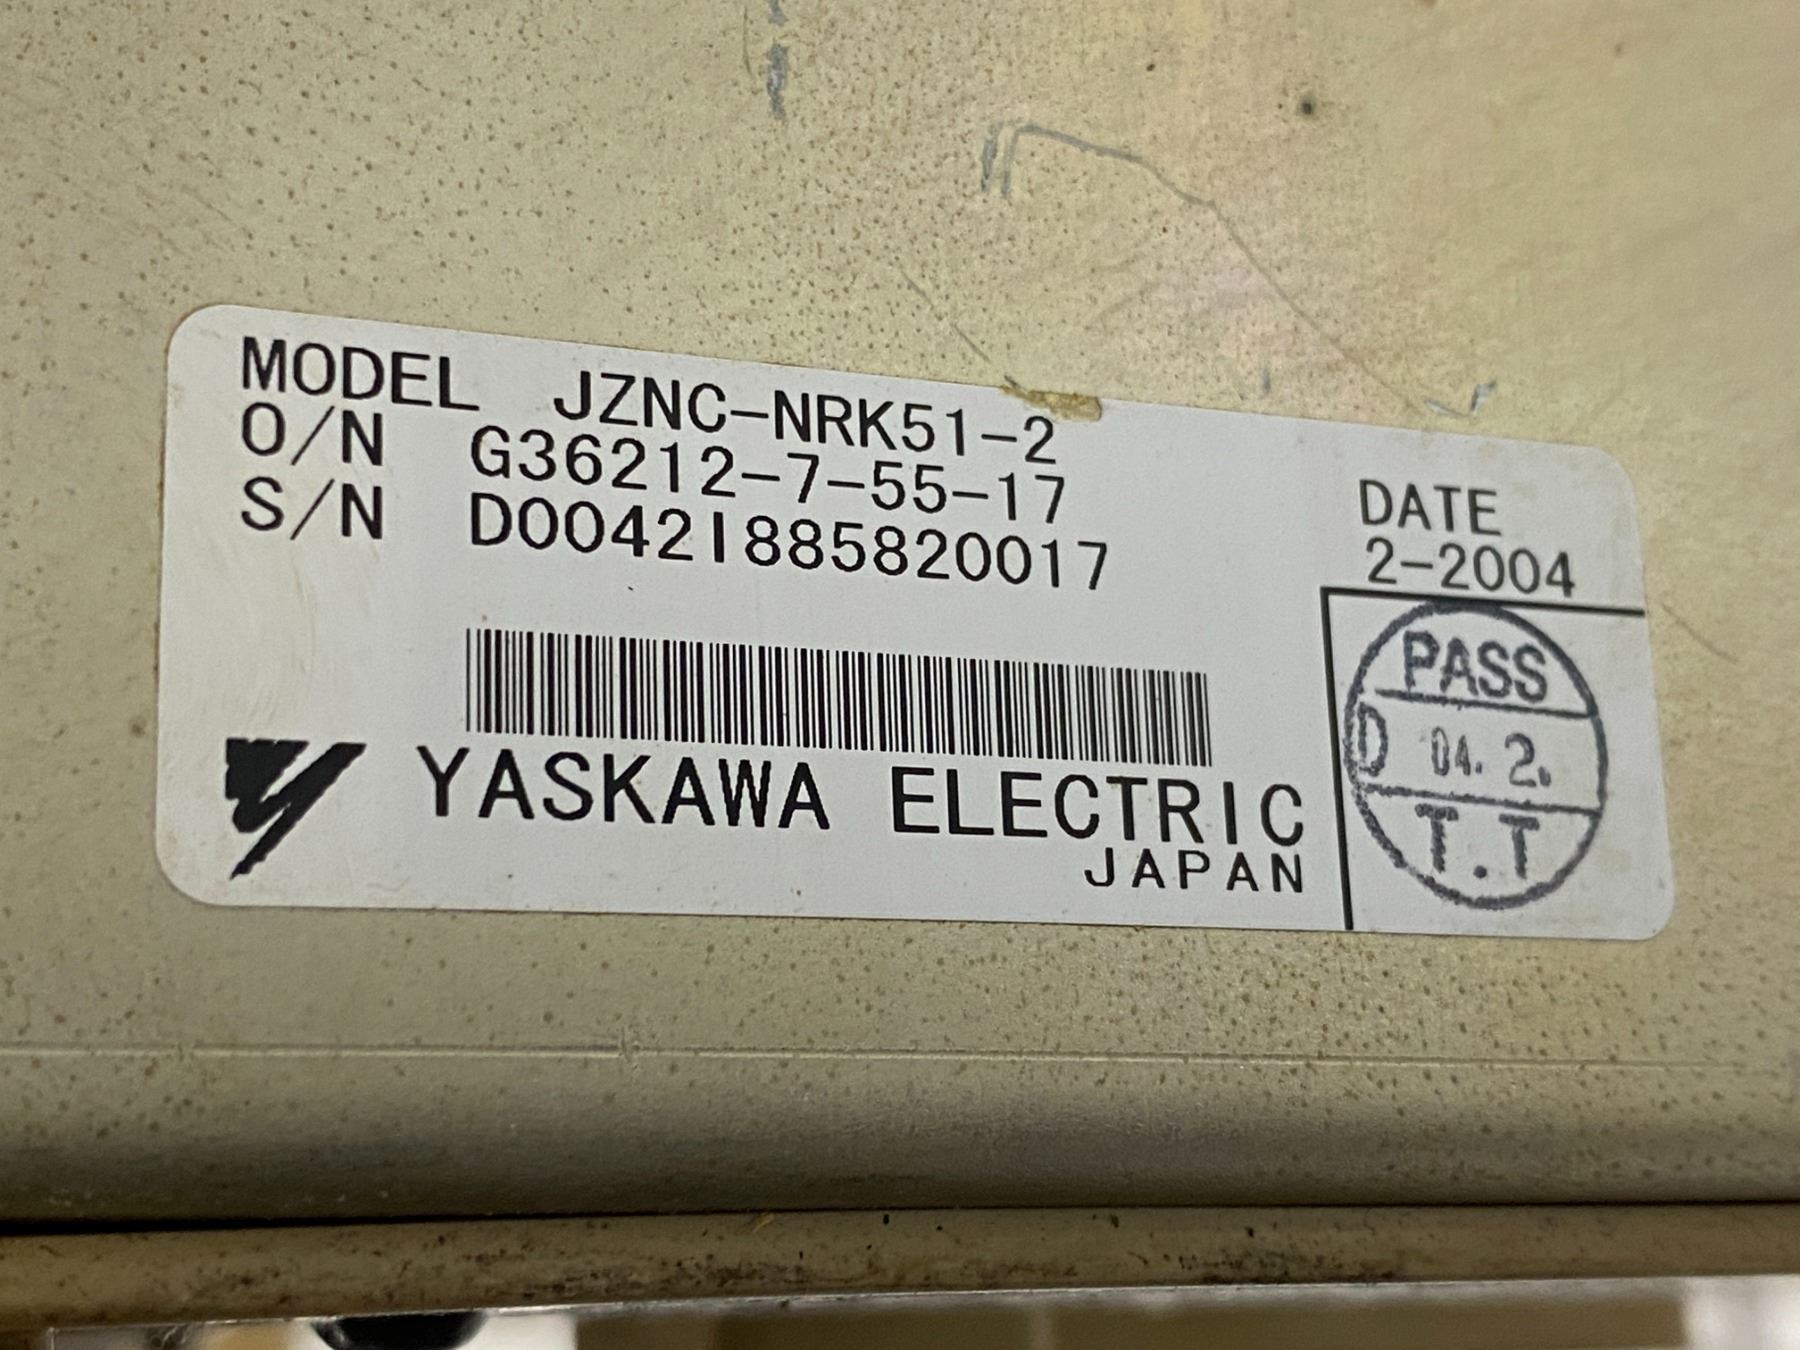 MODEL JZNC-NRK51-2
O/N G36212-7-55-17
S/N D0042I885820017
DATE
2-2004
PASS
D 04. 2.
T.T
YASKAWA ELECTRIC
JAPAN